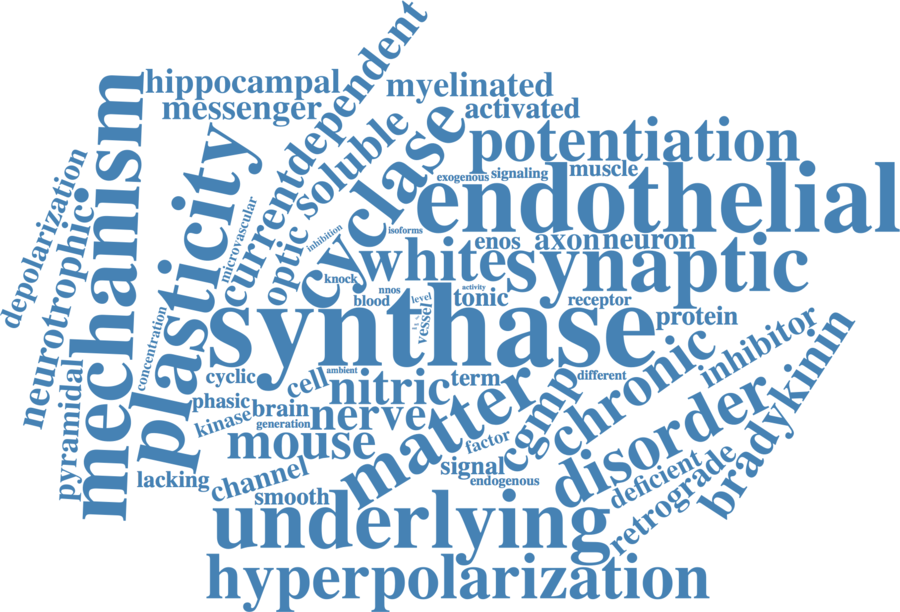 hippocampal
messenger
myelinated
activated
currentdependent
soluble
optic
cyclase
potentiation
exogenous
signaling
muscle
endothelial
depolarization
neurotrophic
mechanism
plasticity
microvascular
inhibition
isoforms
enos
axon
neuron
white
synaptic
knock
nnos
activity
blood
level
tonic
receptor
vessel
synthase
protein
concentration
pyramidal
cyclic
ambient
cell
nitric
term
different
chronic
inhibitor
bradykinin
phasic
brain
kinase
generation
nerve
matter
cgmp
disorder
mouse
factor
lacking
channel
signal
endogenous
smooth
deficient
retrograde
underlying
hyperpolarization